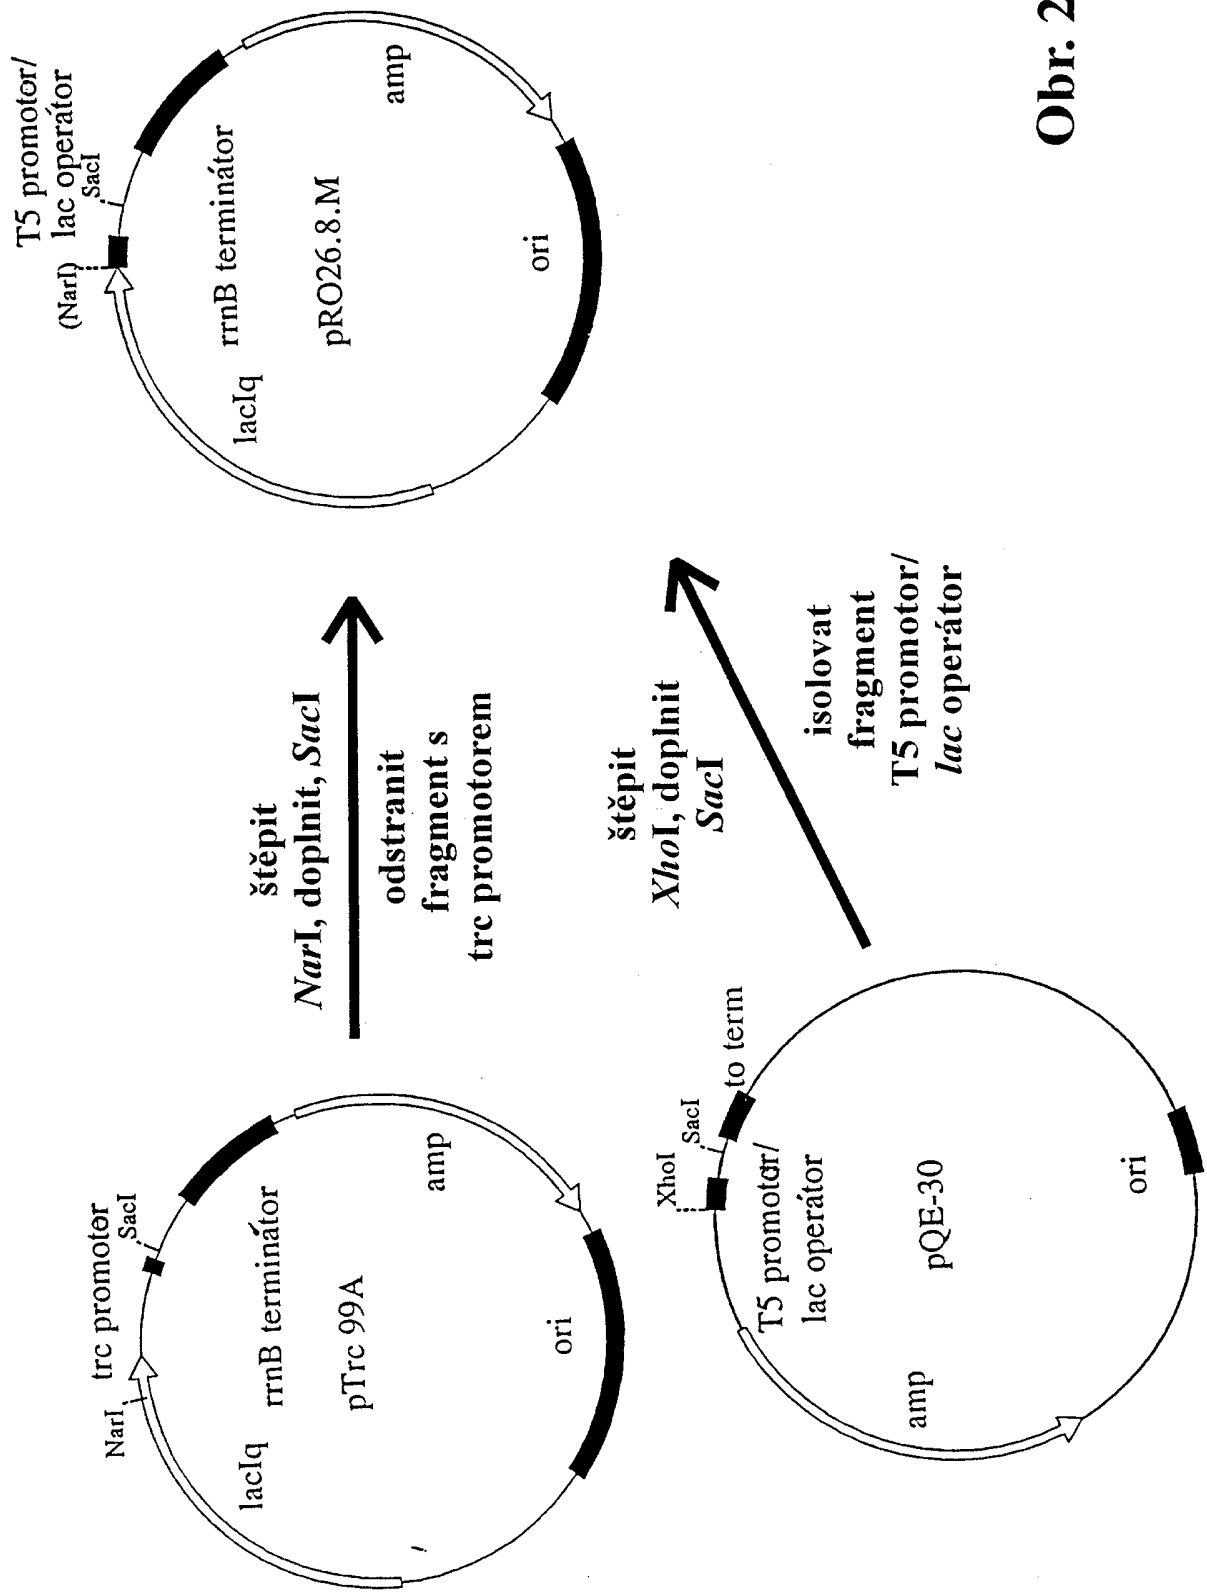 NarI
trc promotor
SacI
lacIq
rrnB terminátor
pTrc 99A
amp
ori
štěpit
NarI, doplnit, SacI
odstranit
fragment s
trc promotorem
(NarI)
T5 promotor/
lac operátor
SacI
lacIq
rrnB terminátor
pRO26.8.M
amp
ori
XhoI
SacI
to term
T5 promotor/
lac operátor
pQE-30
amp
ori
štěpit
XhoI, doplnit
SacI
isolovat
fragment
T5 promotor/
lac operátor
Obr. 2